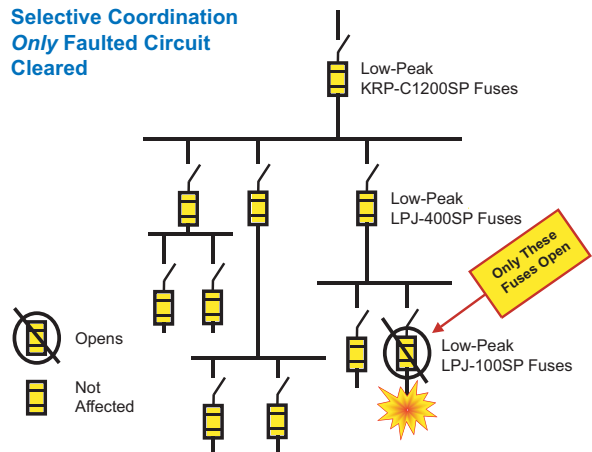 Selective Coordination
Only Faulted Circuit
Cleared
Low-Peak
KRP-C1200SP Fuses
Low-Peak
LPJ-400SP Fuses
Only These
Fuses Open
Opens
Low-Peak
LPJ-100SP Fuses
Not
Affected